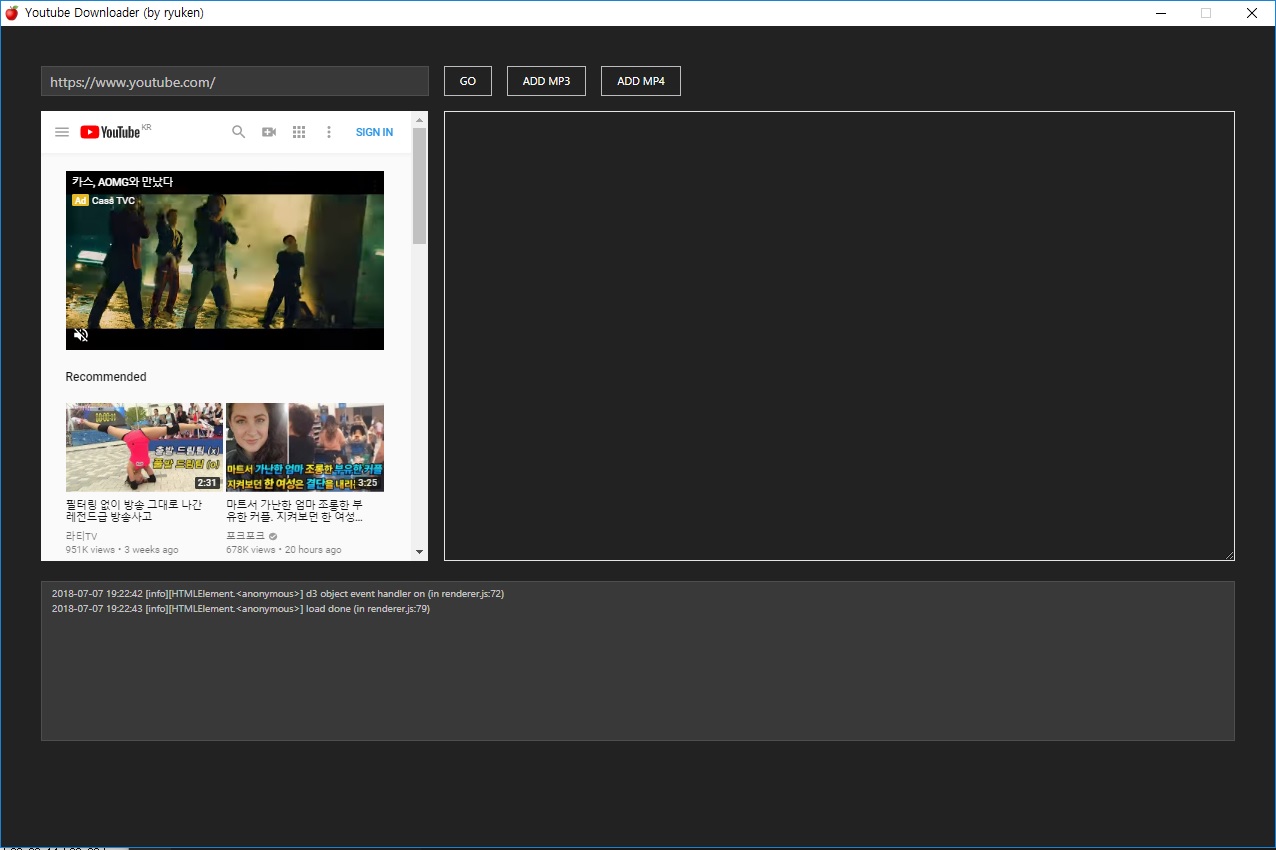 Youtube Downloader (by ryuken)
https://www.youtube.com/
GO
ADD MP3
ADD MP4
YouTube KR
SIGN IN
카스, AOMG와 만났다
Ad Cass TVC
Recommended
출발 드림팀 (x)
풀발 드림팀 (o)
2:31
마트서 가난한 엄마 조롱한 부유한 커플
지켜보던 한 여성은 결단을 내리
3:25
필터링 없이 방송 그대로 나간
레전드급 방송사고
라티TV
951K views • 3 weeks ago
마트서 가난한 엄마 조롱한 부
유한 커플. 지켜보던 한 여성...
포크포크
678K views • 20 hours ago
2018-07-07 19:22:42 [info][HTMLElement.<anonymous>] d3 object event handler on (in renderer.js:72)
2018-07-07 19:22:43 [info][HTMLElement.<anonymous>] load done (in renderer.js:79)